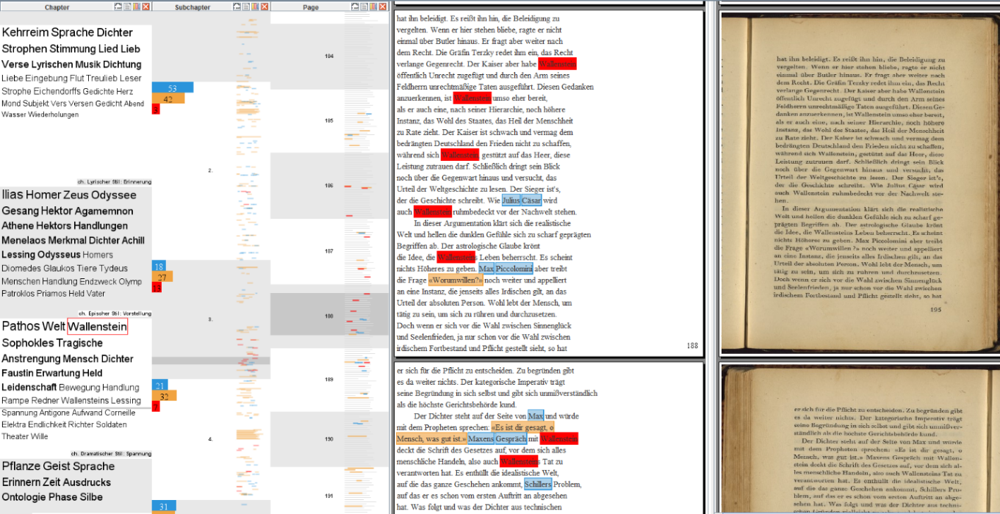 Chapter
Kehrreim Sprache Dichter
Strophen Stimmung Lied Lieb
Verse Lyrischen Musik Dichtung
Liebe Eingebung Flut Treulieb Leser
Strophe Eichendorffs Gedichte Herz
Mond Subjekt Vers Versen Gedicht Abend
Wasser Wiederholungen
ch. Lyrischer Stil: Erinnerung
Ilias Homer Zeus Odyssee
Gesang Hektor Agamemnon
Athene Hektors Handlungen
Menelaos Merkmal Dichter Achill
Lessing Odysseus Homers
Diomedes Glaukos Tiere Tydeus
Menschen Handlung Endzweck Olymp
Patroklos Priamos Held Vater
ch. Epischer Stil: Vorstellung
Pathos Welt Wallenstein
Sophokles Tragische
Anstrengung Mensch Dichter
Faustin Erwartung Held
Leidenschaft Bewegung Handlung
Rampe Redner Wallensteins Lessing
Spannung Antigone Aufwand Corneille
Elektra Endlichkeit Richter Soldaten
Theater Wille
ch. Dramatischer Stil: Spannung
Pflanze Geist Sprache
Erinnern Zeit Ausdrucks
Ontologie Phase Silbe
Subchapter
53
42
3
2.
18
27
13
3.
21
32
7
4.
31
Page
184
185
186
187
188
189
190
191
hat ihn beleidigt. Es reißt ihn hin, die Beleidigung zu
vergelten. Wenn er hier stehen bliebe, ragte er nicht
einmal über Butler hinaus. Er fragt aber weiter nach
dem Recht. Die Gräfin Terzky redet ihm ein, das Recht
verlange Gegenrecht. Der Kaiser aber habe Wallenstein
öffentlich Unrecht zugefügt und durch den Arm seines
Feldherrn unrechtmäßige Taten ausgeführt. Diesen Gedanken
anzuerkennen, ist Wallenstein umso eher bereit,
als er auch eine, nach seiner Hierarchie, noch höhere
Instanz, das Wohl des Staates, das Heil der Menschheit
zu Rate zieht. Der Kaiser ist schwach und vermag dem
bedrängten Deutschland den Frieden nicht zu schaffen,
während sich Wallenstein, gestützt auf das Heer, diese
Leistung zutrauen darf. Schließlich dringt sein Blick
noch über die Gegenwart hinaus und versucht, das
Urteil der Weltgeschichte zu lesen. Der Sieger ist's,
der die Geschichte schreibt. Wie Julius Cäsar wird
auch Wallenstein ruhmbedeckt vor der Nachwelt stehen.
In dieser Argumentation klärt sich die realistische
Welt und hellen die dunklen Gefühle sich zu scharf geprägten
Begriffen ab. Der astrologische Glaube krönt
die Idee, die Wallensteins Leben beherrscht. Es scheint
nichts Höheres zu geben. Max Piccolomini aber treibt
die Frage «Worumwillen?» noch weiter und appelliert
an eine Instanz, die jenseits alles Irdischen gilt, an das
Urteil der absoluten Person. Wohl lebt der Mensch, um
tätig zu sein, um sich zu rühren und durchzusetzen.
Doch wenn er sich vor die Wahl zwischen Sinnenglück
und Seelenfrieden, ja nur schon vor die Wahl zwischen
irdischem Fortbestand und Pflicht gestellt sieht, so hat
188
er sich für die Pflicht zu entscheiden. Zu begründen gibt
es da weiter nichts. Der kategorische Imperativ trägt
seine Begründung in sich selbst und gibt sich unmißverständlich
als die höchste Gerichtsbehörde kund.
Der Dichter steht auf der Seite von Max und würde
mit dem Propheten sprechen: «Es ist dir gesagt, o
Mensch, was gut ist.» Maxens Gespräch mit Wallenstein
deckt die Schrift des Gesetzes auf, vor dem sich alles
menschliche Handeln, also auch Wallensteins Tat zu
verantworten hat. Es enthüllt die idealistische Welt,
auf die das ganze Geschehen ankommt, Schillers Problem,
auf das er es schon vom ersten Auftritt an abgesehen
hat. Was folgt und was der Dichter aus technischen
hat ihn beleidigt. Es reißt ihn hin, die Beleidigung zu
vergelten. Wenn er hier stehen bliebe, ragte er nicht
einmal über Butler hinaus. Er fragt aber weiter nach
dem Recht. Die Gräfin Terzky redet ihm ein, das Recht
verlange Gegenrecht. Der Kaiser aber habe Wallenstein
öffentlich Unrecht zugefügt und durch den Arm seines
Feldherrn unrechtmäßige Taten ausgeführt. Diesen Ge-
danken anzuerkennen, ist Wallenstein umso eher bereit,
als er auch eine, nach seiner Hierarchie, noch höhere
Instanz, das Wohl des Staates, das Heil der Menschheit
zu Rate zieht. Der Kaiser ist schwach und vermag dem
bedrängten Deutschland den Frieden nicht zu schaffen,
während sich Wallenstein, gestützt auf das Heer, diese
Leistung zutrauen darf. Schließlich dringt sein Blick
noch über die Gegenwart hinaus und versucht, das
Urteil der Weltgeschichte zu lesen. Der Sieger ist's,
der die Geschichte schreibt. Wie Julius Cäsar wird
auch Wallenstein ruhmbedeckt vor der Nachwelt ste-
hen.
In dieser Argumentation klärt sich die realistische
Welt und hellen die dunklen Gefühle sich zu scharf ge-
prägten Begriffen ab. Der astrologische Glaube krönt
die Idee, die Wallensteins Leben beherrscht. Es scheint
nichts Höheres zu geben. Max Piccolomini aber treibt
die Frage «Worumwillen?» noch weiter und appelliert
an eine Instanz, die jenseits alles Irdischen gilt, an das
Urteil der absoluten Person. Wohl lebt der Mensch, um
tätig zu sein, um sich zu rühren und durchzusetzen.
Doch wenn er sich vor die Wahl zwischen Sinnenglück
und Seelenfrieden, ja nur schon vor die Wahl zwischen
irdischem Fortbestand und Pflicht gestellt sieht, so hat
195
er sich für die Pflicht zu entscheiden. Zu begründen gibt
es da weiter nichts. Der kategorische Imperativ trägt
seine Begründung in sich selbst und gibt sich unmißver-
ständlich als die höchste Gerichtsbehörde kund.
Der Dichter steht auf der Seite von Max und würde
mit dem Propheten sprechen: «Es ist dir gesagt, o
Mensch, was gut ist.» Maxens Gespräch mit Wallen-
stein deckt die Schrift des Gesetzes auf, vor dem sich al-
les menschliche Handeln, also auch Wallensteins Tat zu
verantworten hat. Es enthüllt die idealistische Welt,
auf die das ganze Geschehen ankommt, Schillers Pro-
blem, auf das er es schon vom ersten Auftritt an abge-
sehen hat. Was folgt und was der Dichter aus techni-